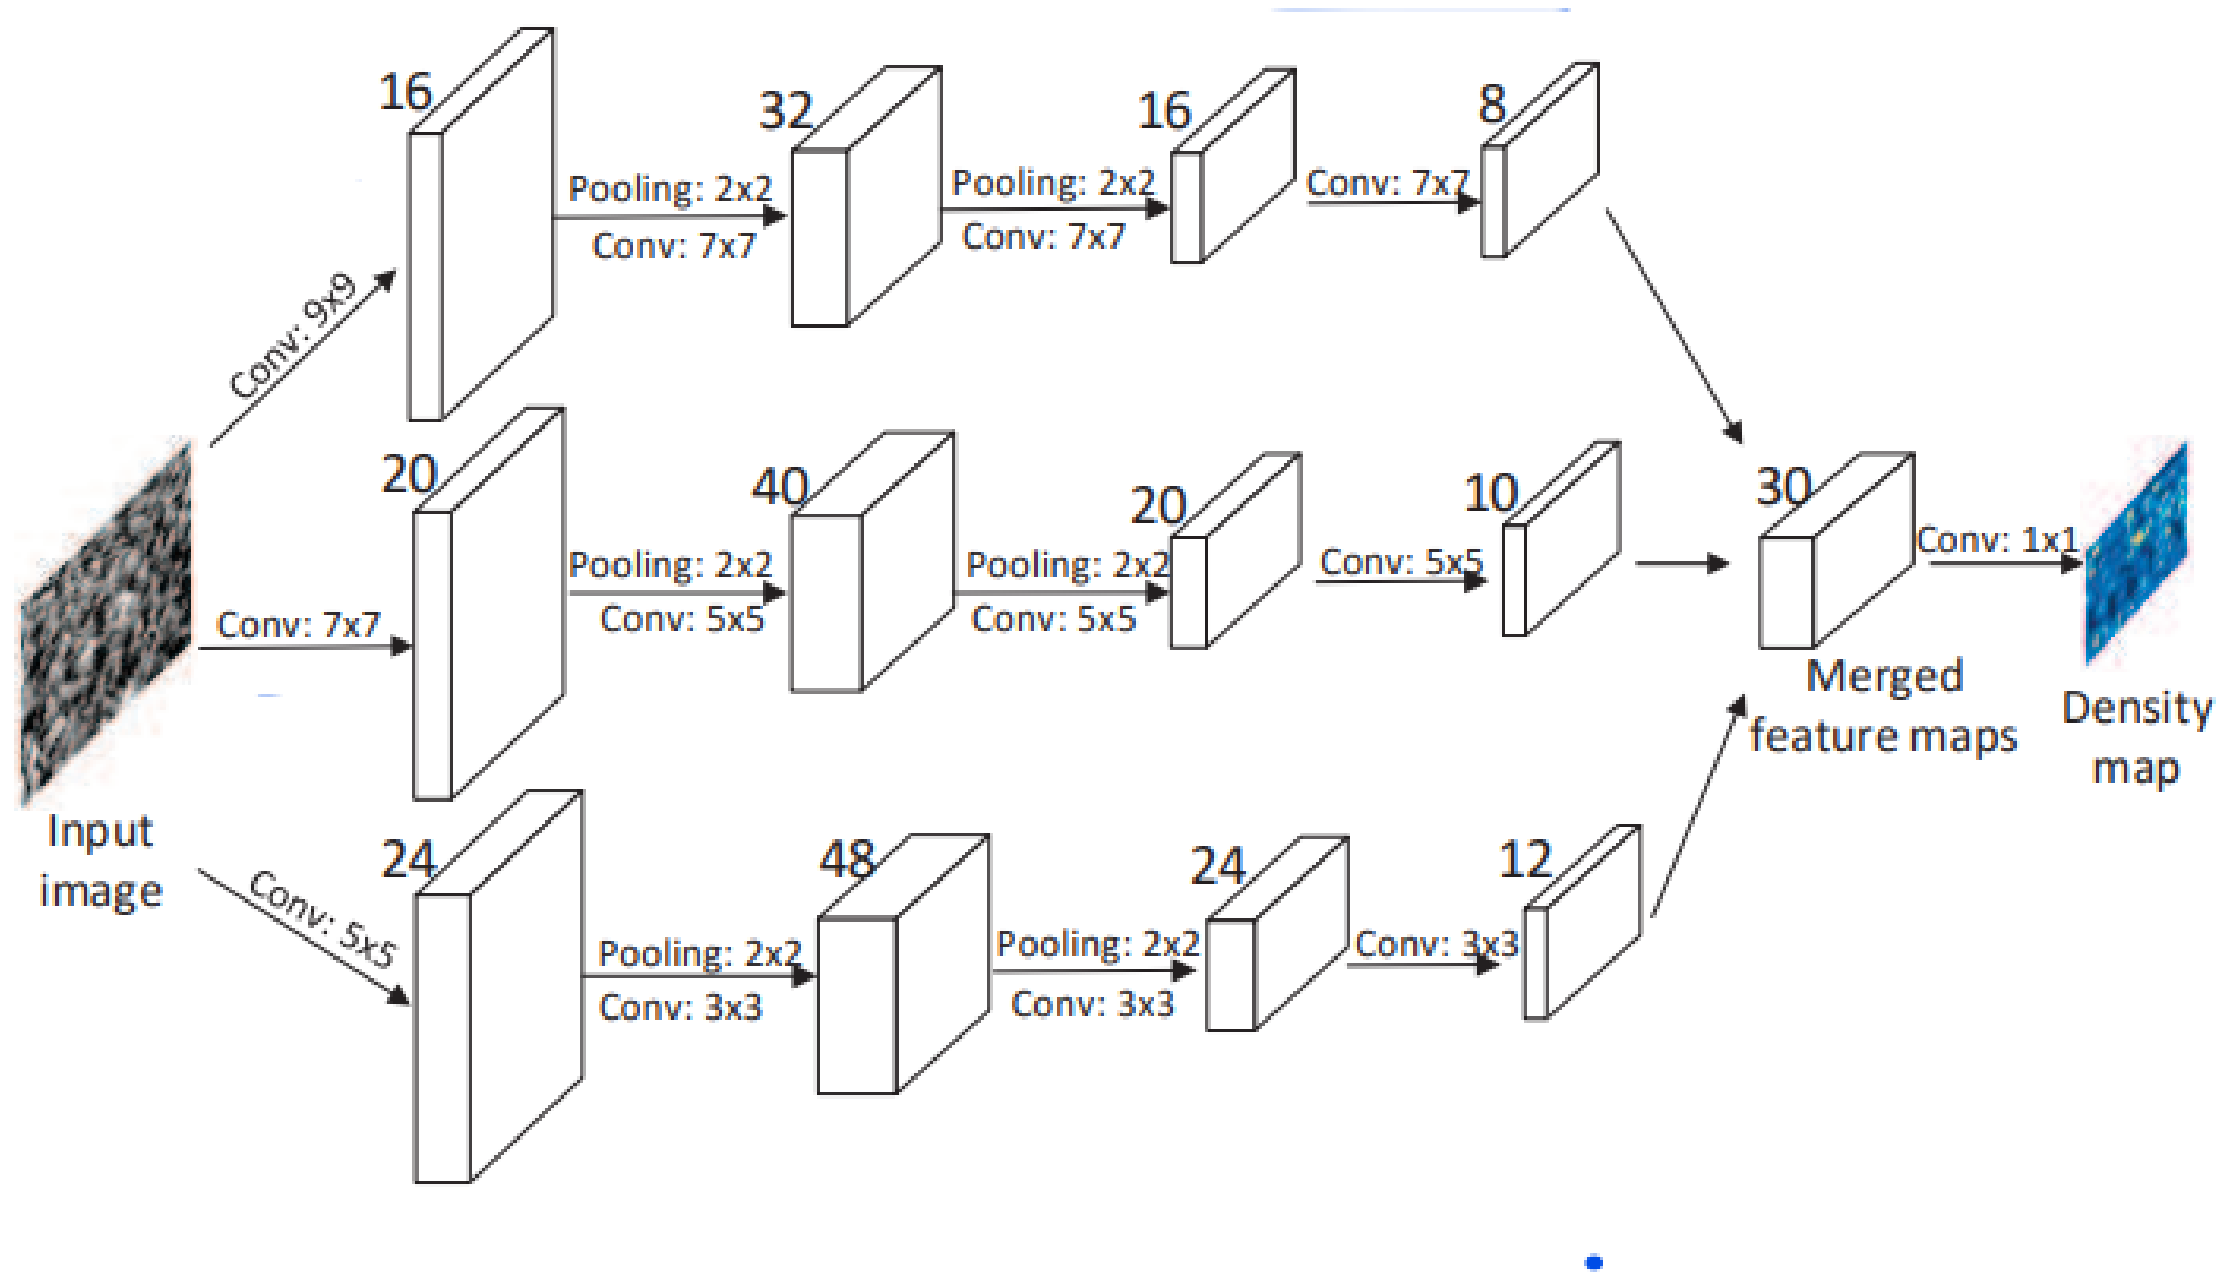 16
32
16
8
Pooling: 2x2
Conv: 7x7
Pooling: 2x2
Conv: 7x7
Conv: 7x7
Conv: 9x9
20
40
20
10
30
Conv: 7x7
Pooling: 2x2
Conv: 5x5
Pooling: 2x2
Conv: 5x5
Conv: 5x5
Conv: 1x1
Merged
feature maps
Density
map
Input
image
24
48
24
12
Conv: 5x5
Pooling: 2x2
Conv: 3x3
Pooling: 2x2
Conv: 3x3
Conv: 3x3